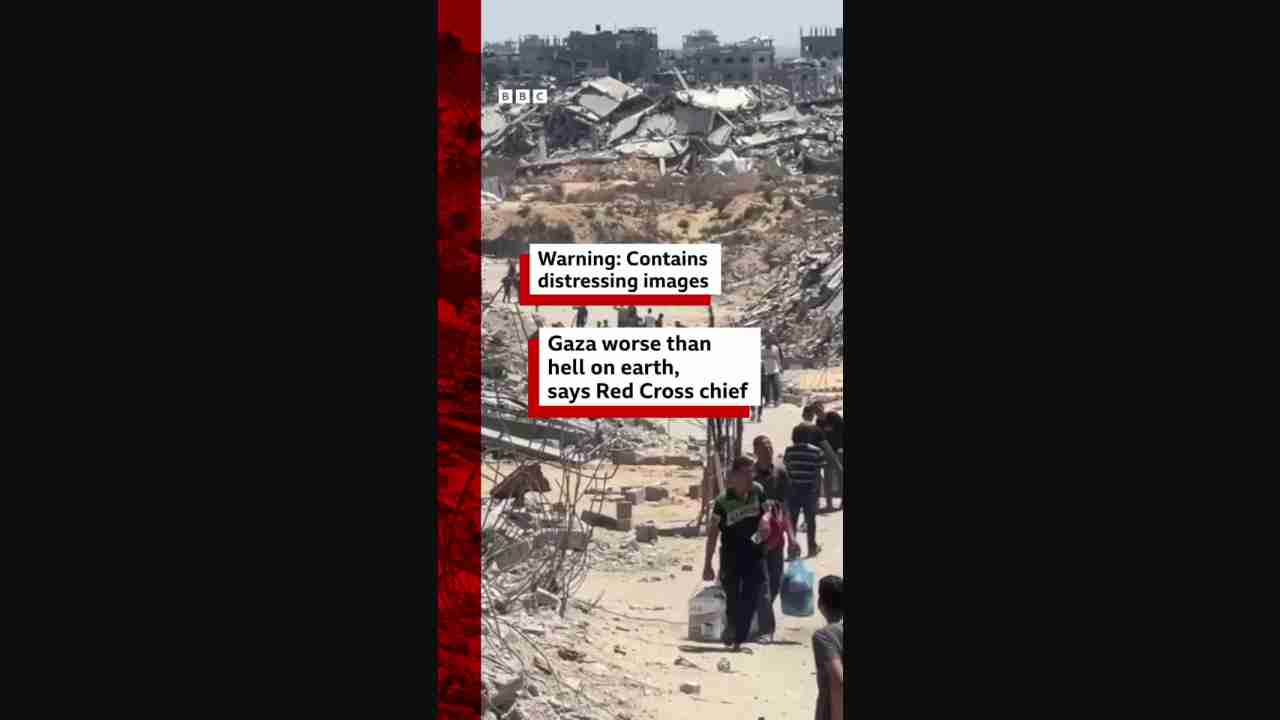 BBC
Warning: Contains
distressing images
Gaza worse than
hell on earth,
says Red Cross chief